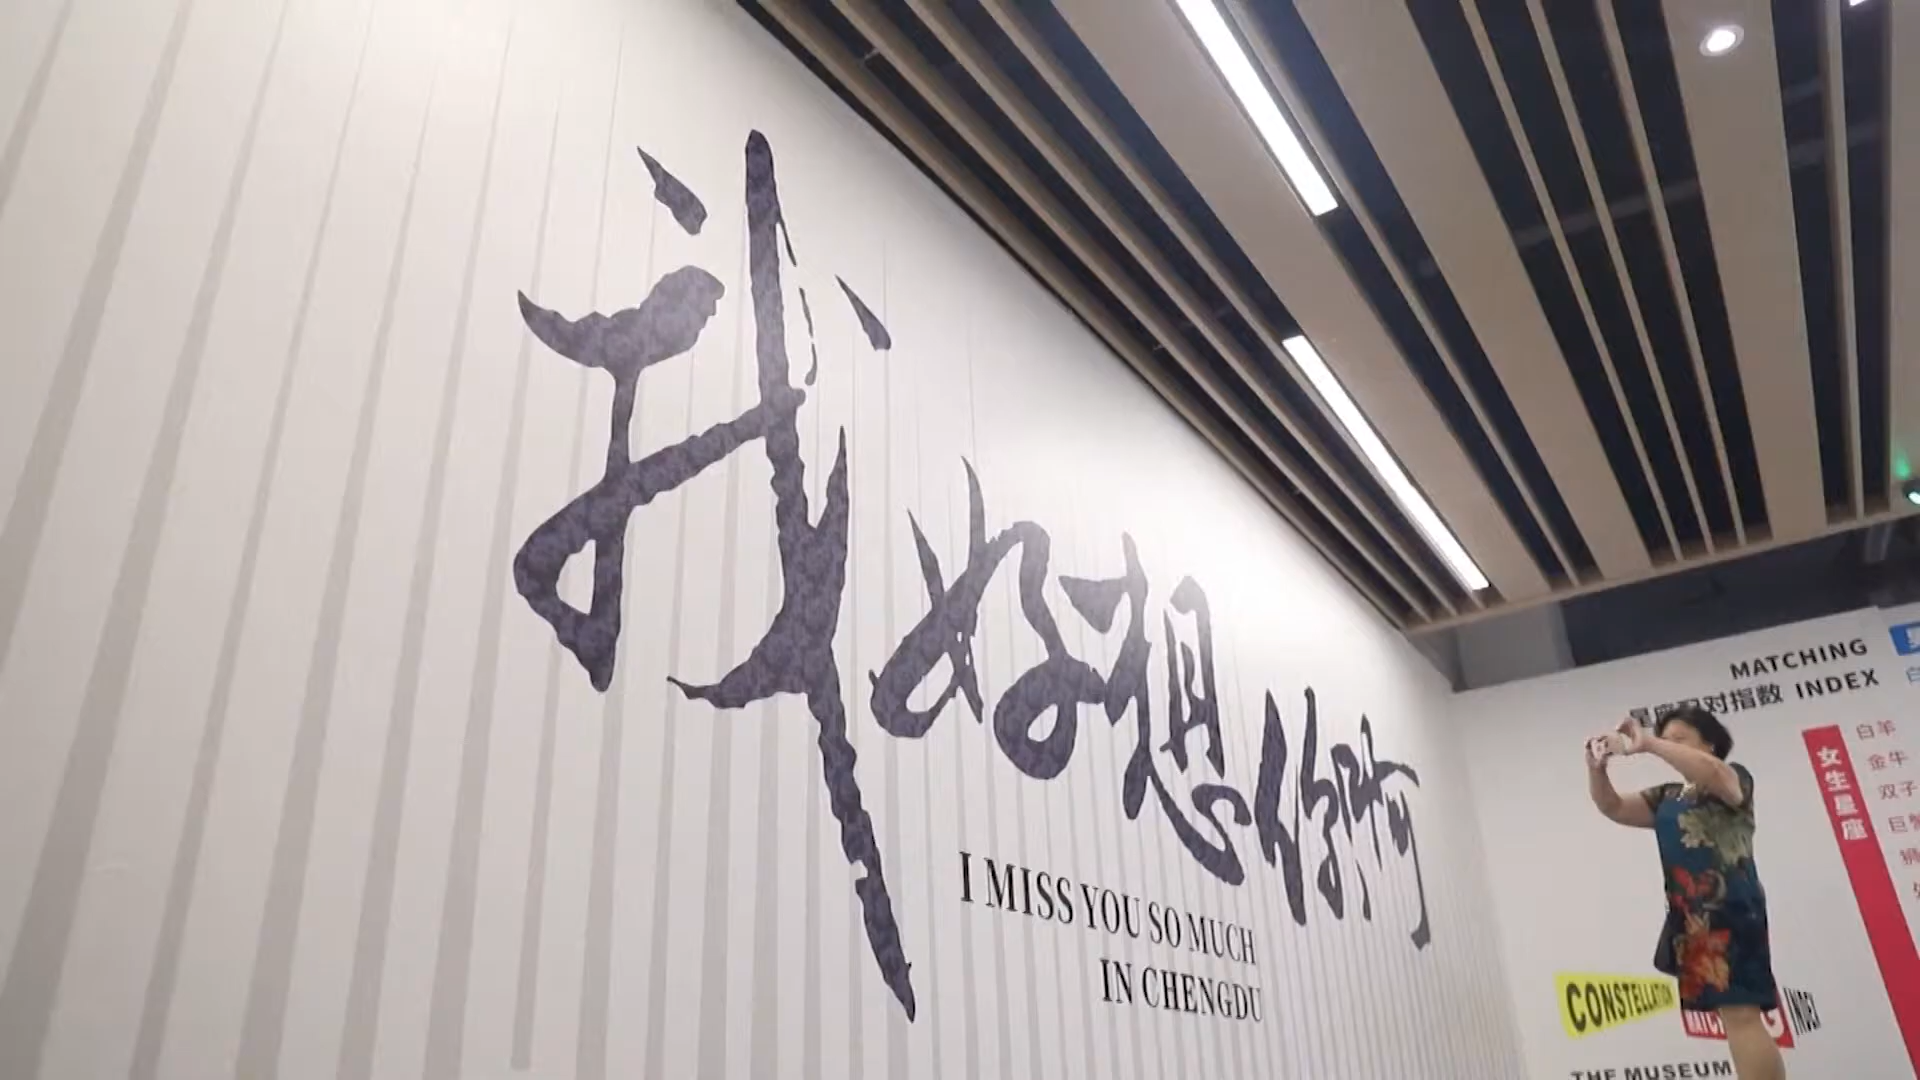 我好想你啊
I MISS YOU SO MUCH
IN CHENGDU
MATCHING
星座配对指数 INDEX
女生星座
白羊
金牛
双子
CONSTELLATION
INDEX
THE MUSEUM